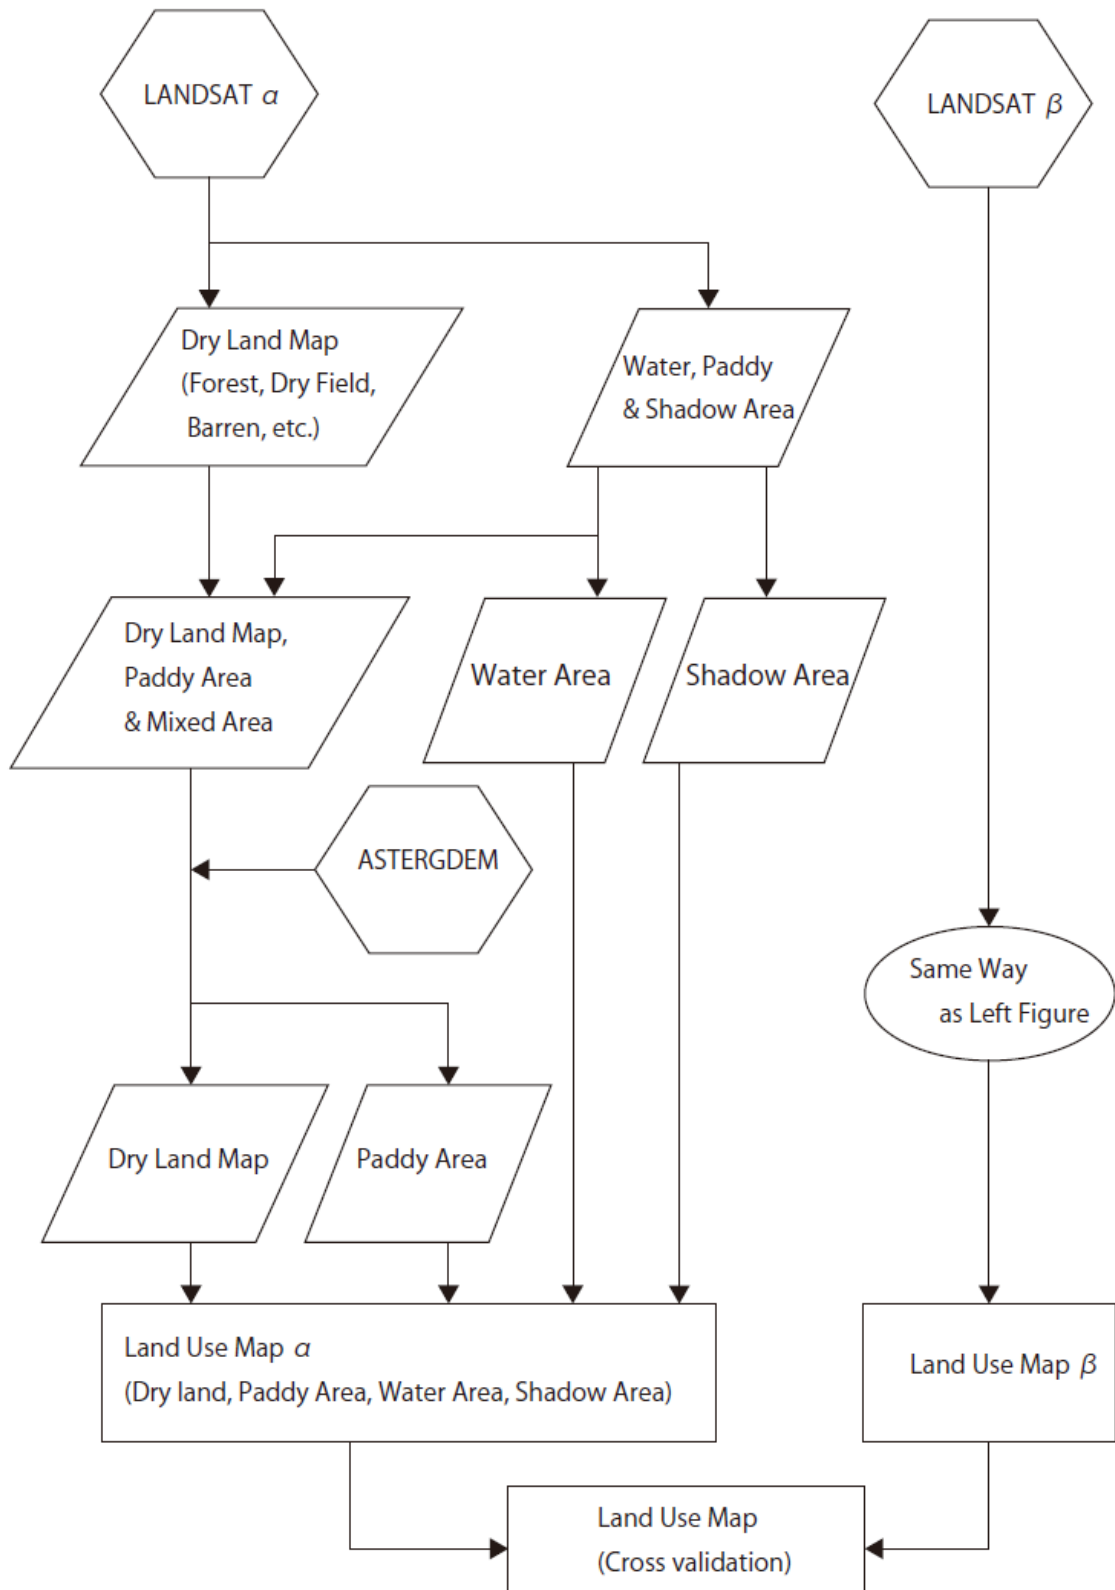 LANDSAT α
LANDSAT β
Dry Land Map
(Forest, Dry Field,
Barren, etc.)
Water, Paddy
& Shadow Area
Dry Land Map,
Paddy Area
& Mixed Area
Water Area
Shadow Area
ASTERGDEM
Same Way
as Left Figure
Dry Land Map
Paddy Area
Land Use Map α
(Dry land, Paddy Area, Water Area, Shadow Area)
Land Use Map β
Land Use Map
(Cross validation)